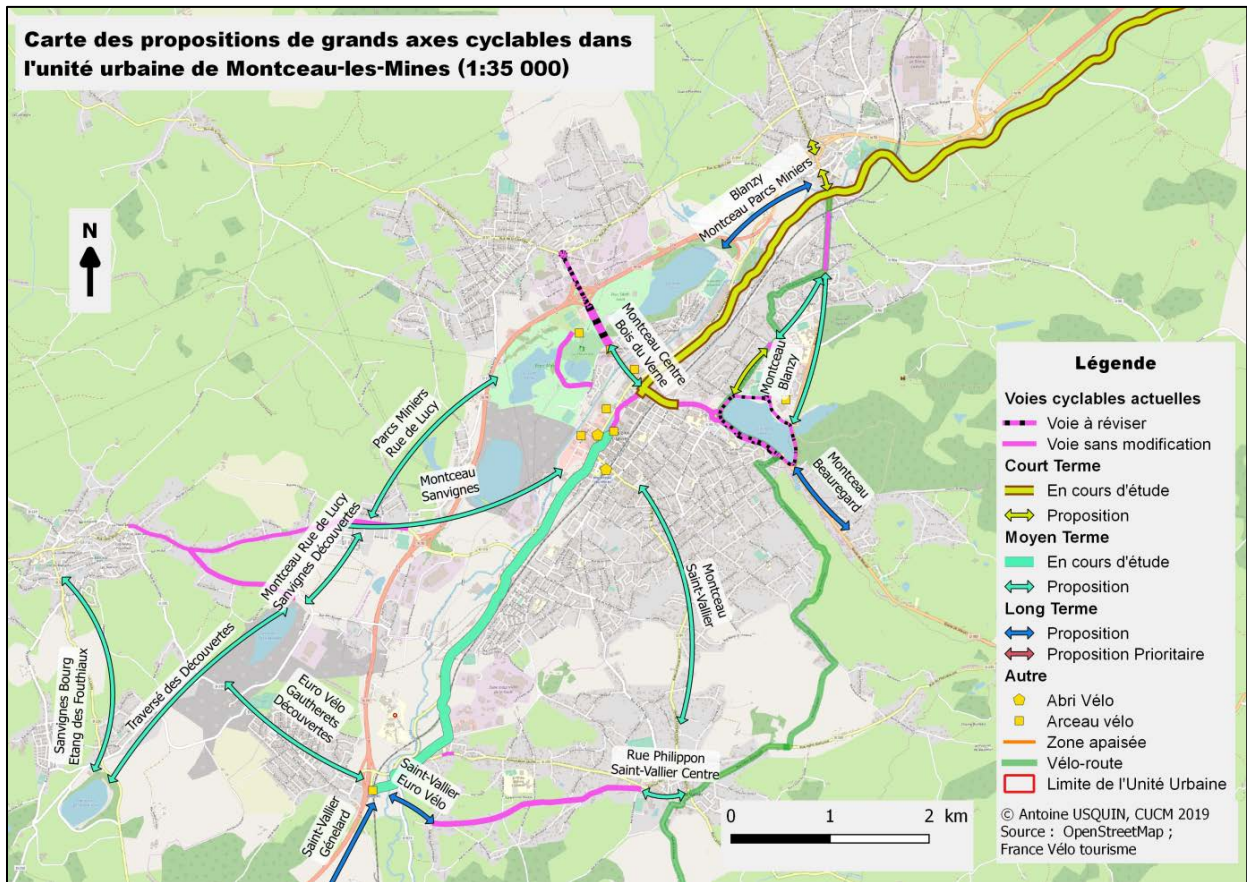 Carte des propositions de grands axes cyclables dans
l'unité urbaine de Montceau-les-Mines (1:35 000)
N
Blanzy
Montceau Parcs Miniers
Montceau Centre
Bois du Verne
Montceau
Blanzy
Parcs Miniers
Rue de Lucy
Montceau
Sanvignes
Montceau
Beauregard
Montceau Rue de Lucy
Sanvignes Découvertes
Montceau
Saint-Vallier
Traversé des Découvertes
Sanvignes Bourg
Etang des Fouthiaux
Euro Vélo
Gautherets
Découvertes
Saint-Vallier
Euro Vélo
Rue Philippon
Saint-Vallier Centre
Saint-Vallier
Génelard
0 1 2 km
Légende
Voies cyclables actuelles
Voie à réviser
Voie sans modification
Court Terme
En cours d'étude
Proposition
Moyen Terme
En cours d'étude
Proposition
Long Terme
Proposition
Proposition Prioritaire
Autre
Abri Vélo
Arceau vélo
Zone apaisée
Vélo-route
Limite de l'Unité Urbaine
© Antoine USQUIN, CUCM 2019
Source : OpenStreetMap ;
France Vélo tourisme